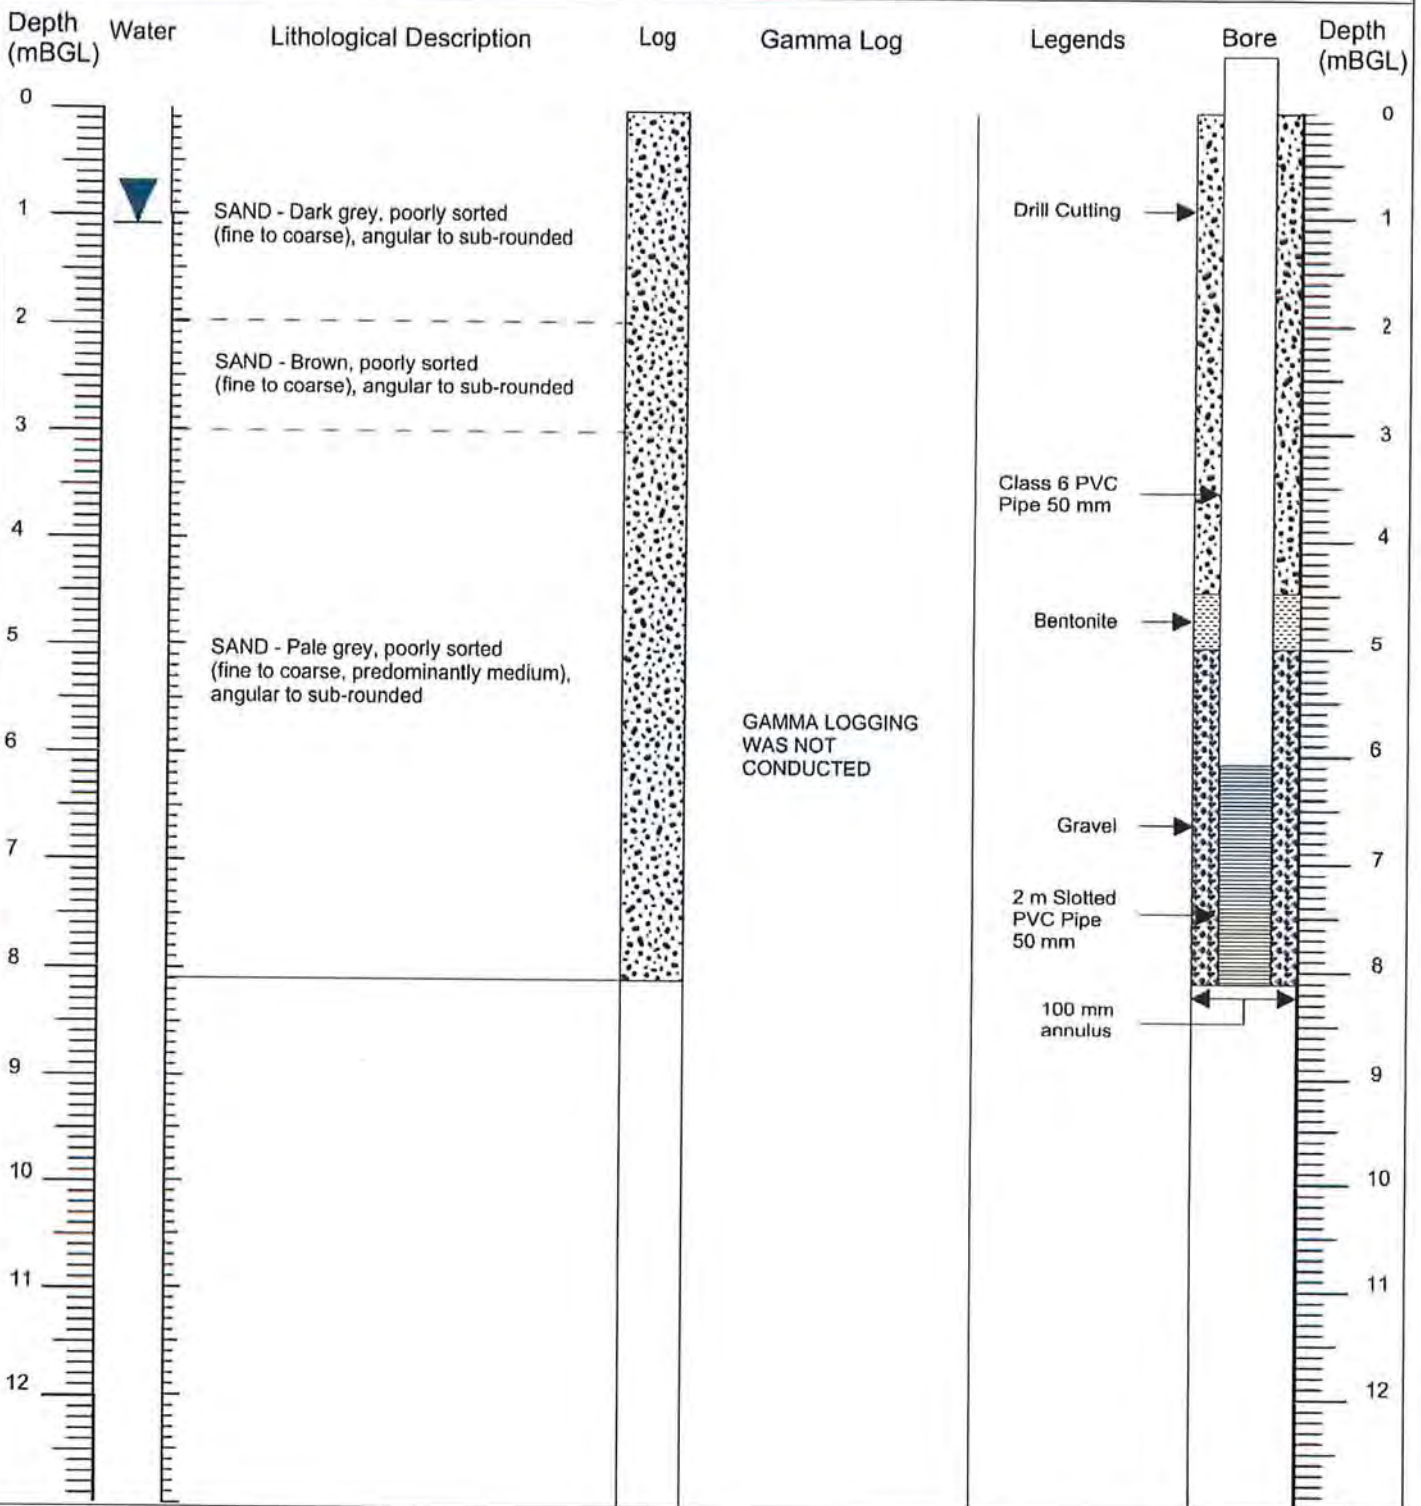 Depth
(mBGL)
Water
Lithological Description
Log
Gamma Log
Legends
Bore
Depth
(mBGL)
0
1
2
3
4
5
6
7
8
9
10
11
12
SAND - Dark grey, poorly sorted
(fine to coarse), angular to sub-rounded
SAND - Brown, poorly sorted
(fine to coarse), angular to sub-rounded
SAND - Pale grey, poorly sorted
(fine to coarse, predominantly medium),
angular to sub-rounded
GAMMA LOGGING
WAS NOT
CONDUCTED
Drill Cutting
Class 6 PVC
Pipe 50 mm
Bentonite
Gravel
2 m Slotted
PVC Pipe
50 mm
100 mm
annulus
0
1
2
3
4
5
6
7
8
9
10
11
12